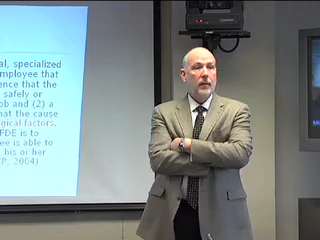 al, specialized
employee that
ence that the
safely or
ob and (2) a
hat the cause
ogical factors.
FDE is to
ee is able to
his or her
P, 2004)